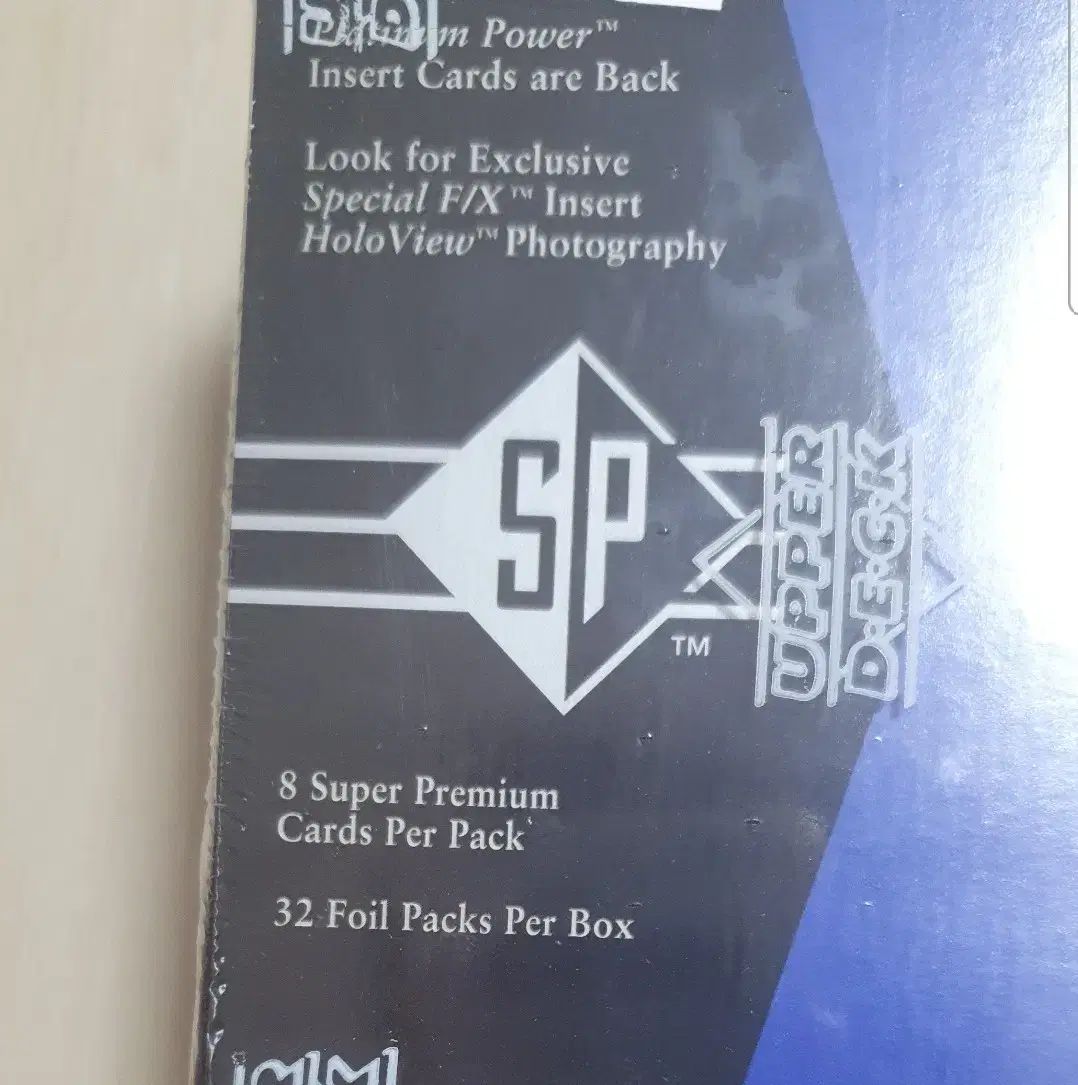 Platinum Power™
Insert Cards are Back
Look for Exclusive
Special F/X™ Insert
HoloView™ Photography
SP
TM
UPPER
D•E•C•K
8 Super Premium
Cards Per Pack
32 Foil Packs Per Box